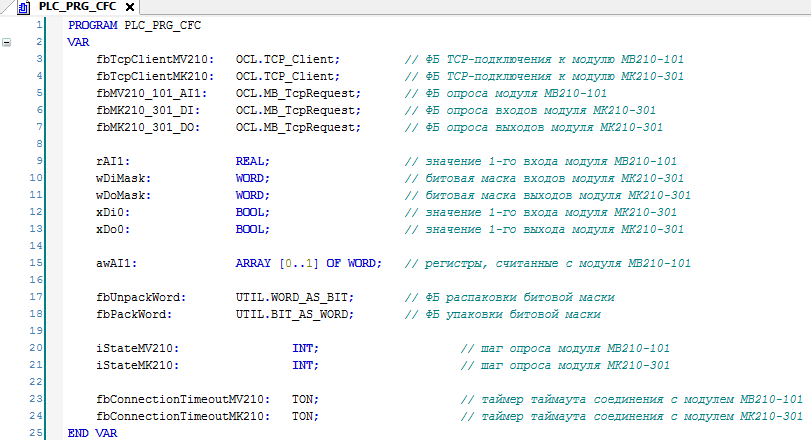 PLC_PRG_CFC
1 PROGRAM PLC_PRG_CFC
2 VAR
3 fbTcpClientMV210: OCL.TCP_Client; // ФБ TCP-подключения к модулю МВ210-101
4 fbTcpClientMK210: OCL.TCP_Client; // ФБ TCP-подключения к модулю МК210-301
5 fbMV210_101_AI1: OCL.MB_TcpRequest; // ФБ опроса модуля МВ210-101
6 fbMK210_301_DI: OCL.MB_TcpRequest; // ФБ опроса входов модуля МК210-301
7 fbMK210_301_DO: OCL.MB_TcpRequest; // ФБ опроса выходов модуля МК210-301
8
9 rAI1: REAL; // значение 1-го входа модуля МВ210-101
10 wDiMask: WORD; // битовая маска входов модуля МК210-301
11 wDoMask: WORD; // битовая маска выходов модуля МК210-301
12 xDi0: BOOL; // значение 1-го входа модуля МК210-301
13 xDo0: BOOL; // значение 1-го выхода модуля МК210-301
14
15 awAI1: ARRAY [0..1] OF WORD; // регистры, считанные с модуля МВ210-101
16
17 fbUnpackWord: UTIL.WORD_AS_BIT; // ФБ распаковки битовой маски
18 fbPackWord: UTIL.BIT_AS_WORD; // ФБ упаковки битовой маски
19
20 iStateMV210: INT; // шаг опроса модуля МВ210-101
21 iStateMK210: INT; // шаг опроса модуля МК210-301
22
23 fbConnectionTimeoutMV210: TON; // таймер таймаута соединения с модулем МВ210-101
24 fbConnectionTimeoutMK210: TON; // таймер таймаута соединения с модулем МК210-301
25 END_VAR